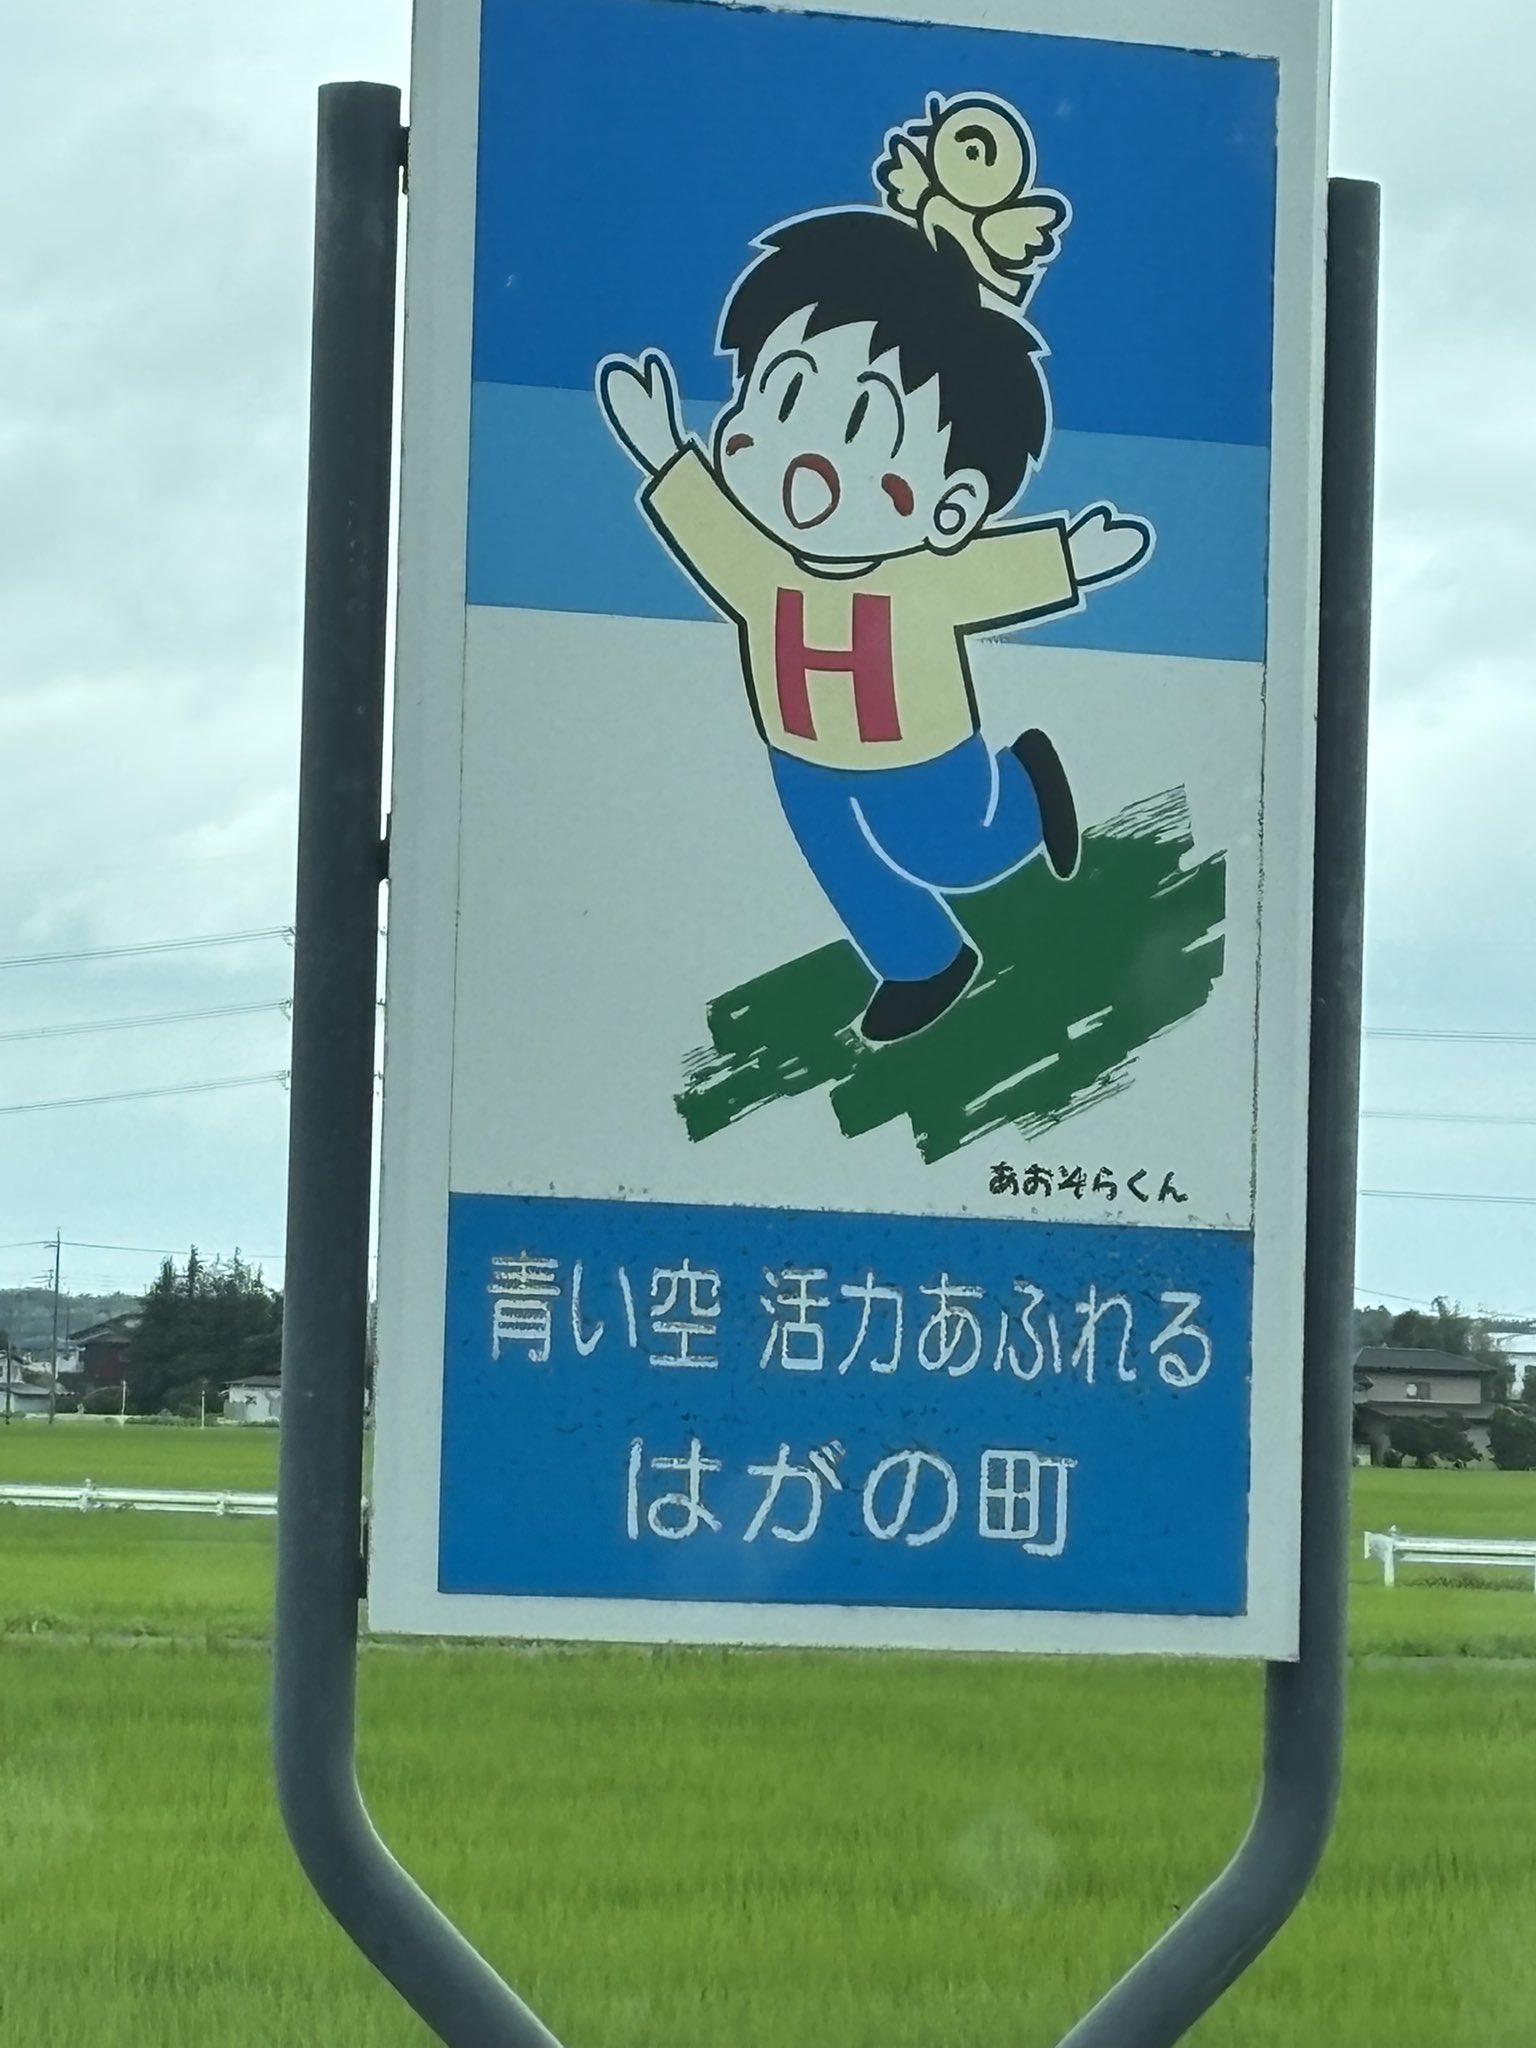 H
あおぞらくん
青い空 活力あふれる
はがの町